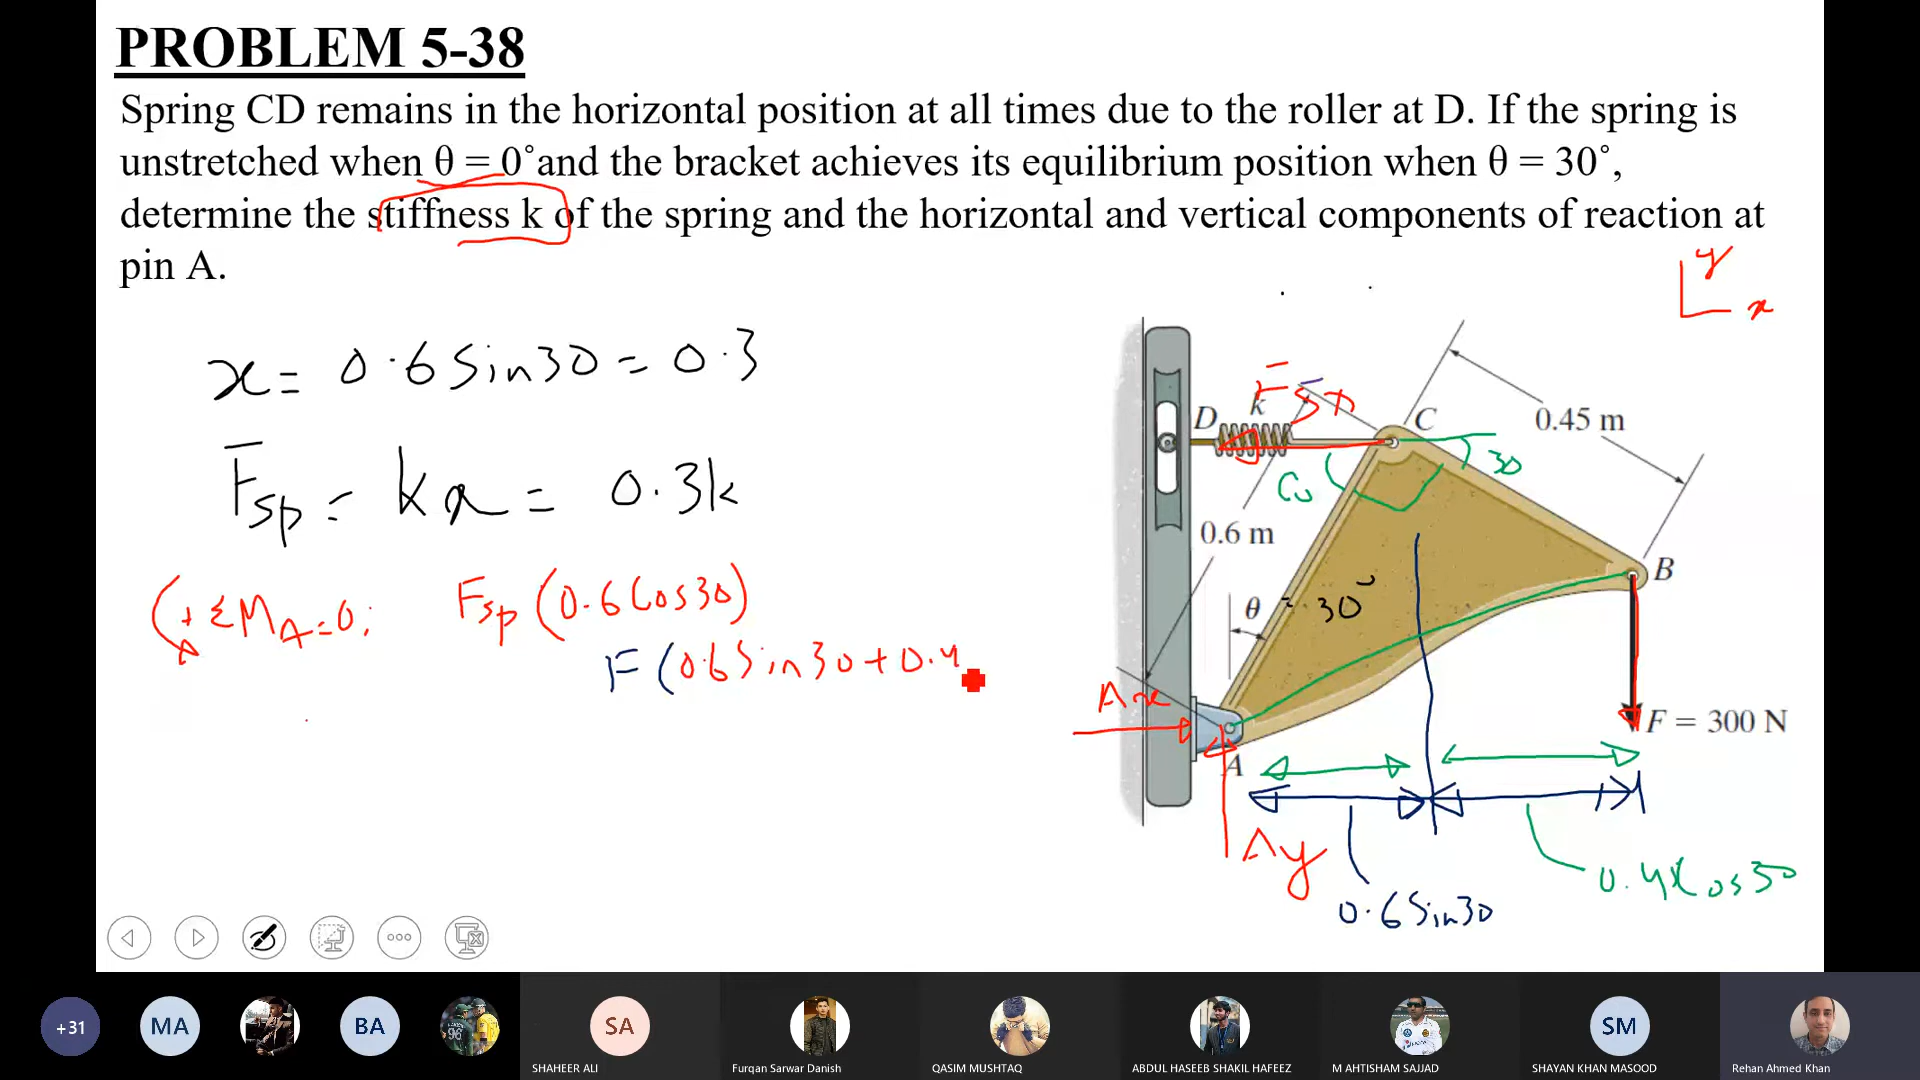 PROBLEM 5-38
Spring CD remains in the horizontal position at all times due to the roller at D. If the spring is
unstretched when θ = 0˚and the bracket achieves its equilibrium position when θ = 30˚,
determine the stiffness k of the spring and the horizontal and vertical components of reaction at
pin A.
y
x
x = 0.6 Sin30 = 0.3
Fsp = kx = 0.3k
(+ ΣMA=0; Fsp (0.6 Cos30)
F (0.6 Sin30 + 0.4
Fsp
D
k
C
0.45 m
30
60
0.6 m
B
θ = 30°
Ax
F = 300 N
A
Ay
0.4xCos30
0.6Sin30
+31
MA
BA
SA
SM
SHAHEER ALI
Furqan Sarwar Danish
QASIM MUSHTAQ
ABDUL HASEEB SHAKIL HAFEEZ
M AHTISHAM SAJJAD
SHAYAN KHAN MASOOD
Rehan Ahmed Khan